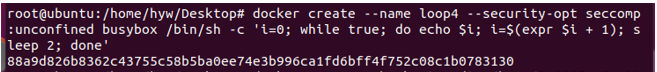 root@ubuntu:/home/hyw/Desktop# docker create --name loop4 --security-opt seccomp
:unconfined busybox /bin/sh -c 'i=0; while true; do echo $i; i=$(expr $i + 1); s
leep 2; done'
88a9d826b8362c43755c58b5ba0ee74e3b996ca1fd6bff4f752c08c1b0783130